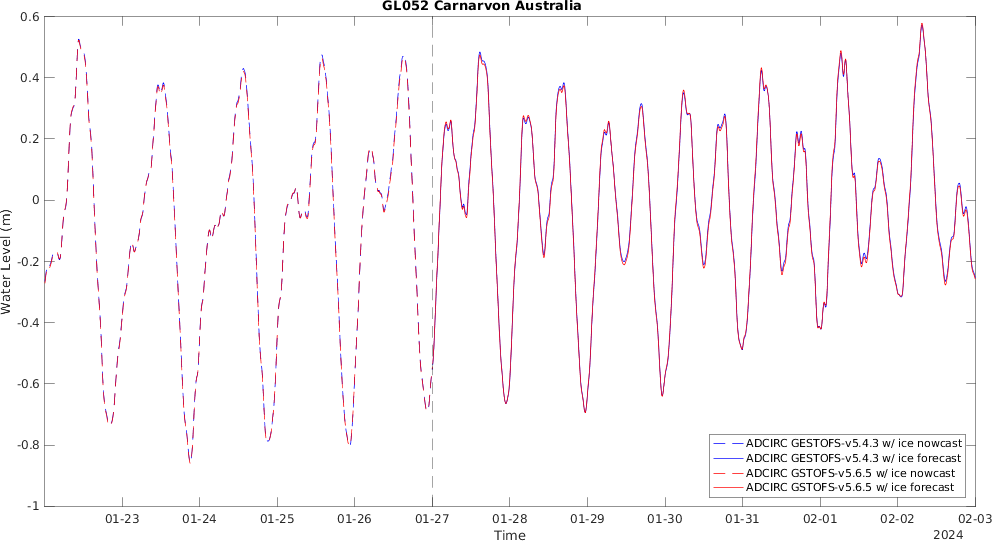 GL052 Carnarvon Australia
0.6
0.4
0.2
0
-0.2
-0.4
-0.6
-0.8
-1
Water Level (m)
01-23 01-24 01-25 01-26 01-27 01-28 01-29 01-30 01-31 02-01 02-02 02-03
Time
2024
ADCIRC GESTOFS-v5.4.3 w/ ice nowcast
ADCIRC GESTOFS-v5.4.3 w/ ice forecast
ADCIRC GSTOFS-v5.6.5 w/ ice nowcast
ADCIRC GSTOFS-v5.6.5 w/ ice forecast